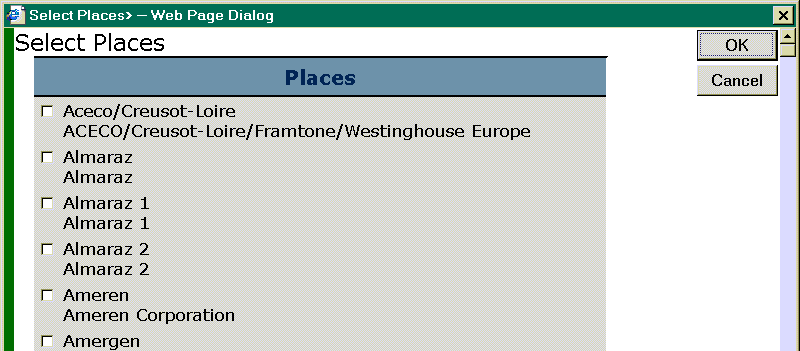 Select Places> -- Web Page Dialog
Select Places
OK
Cancel
Places
Aceco/Creusot-Loire
ACECO/Creusot-Loire/Framtone/Westinghouse Europe
Almaraz
Almaraz
Almaraz 1
Almaraz 1
Almaraz 2
Almaraz 2
Ameren
Ameren Corporation
Amergen